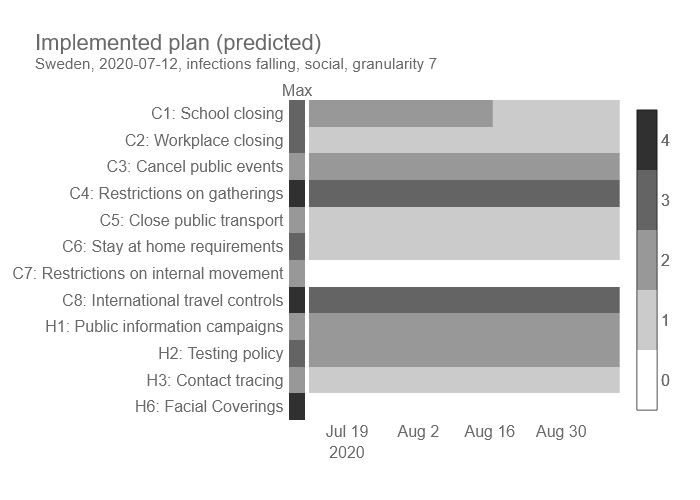 Implemented plan (predicted)
Sweden, 2020-07-12, infections falling, social, granularity 7
Max
C1: School closing
C2: Workplace closing
C3: Cancel public events
C4: Restrictions on gatherings
C5: Close public transport
C6: Stay at home requirements
C7: Restrictions on internal movement
C8: International travel controls
H1: Public information campaigns
H2: Testing policy
H3: Contact tracing
H6: Facial Coverings
Jul 19 Aug 2 Aug 16 Aug 30
2020
4
3
2
1
0